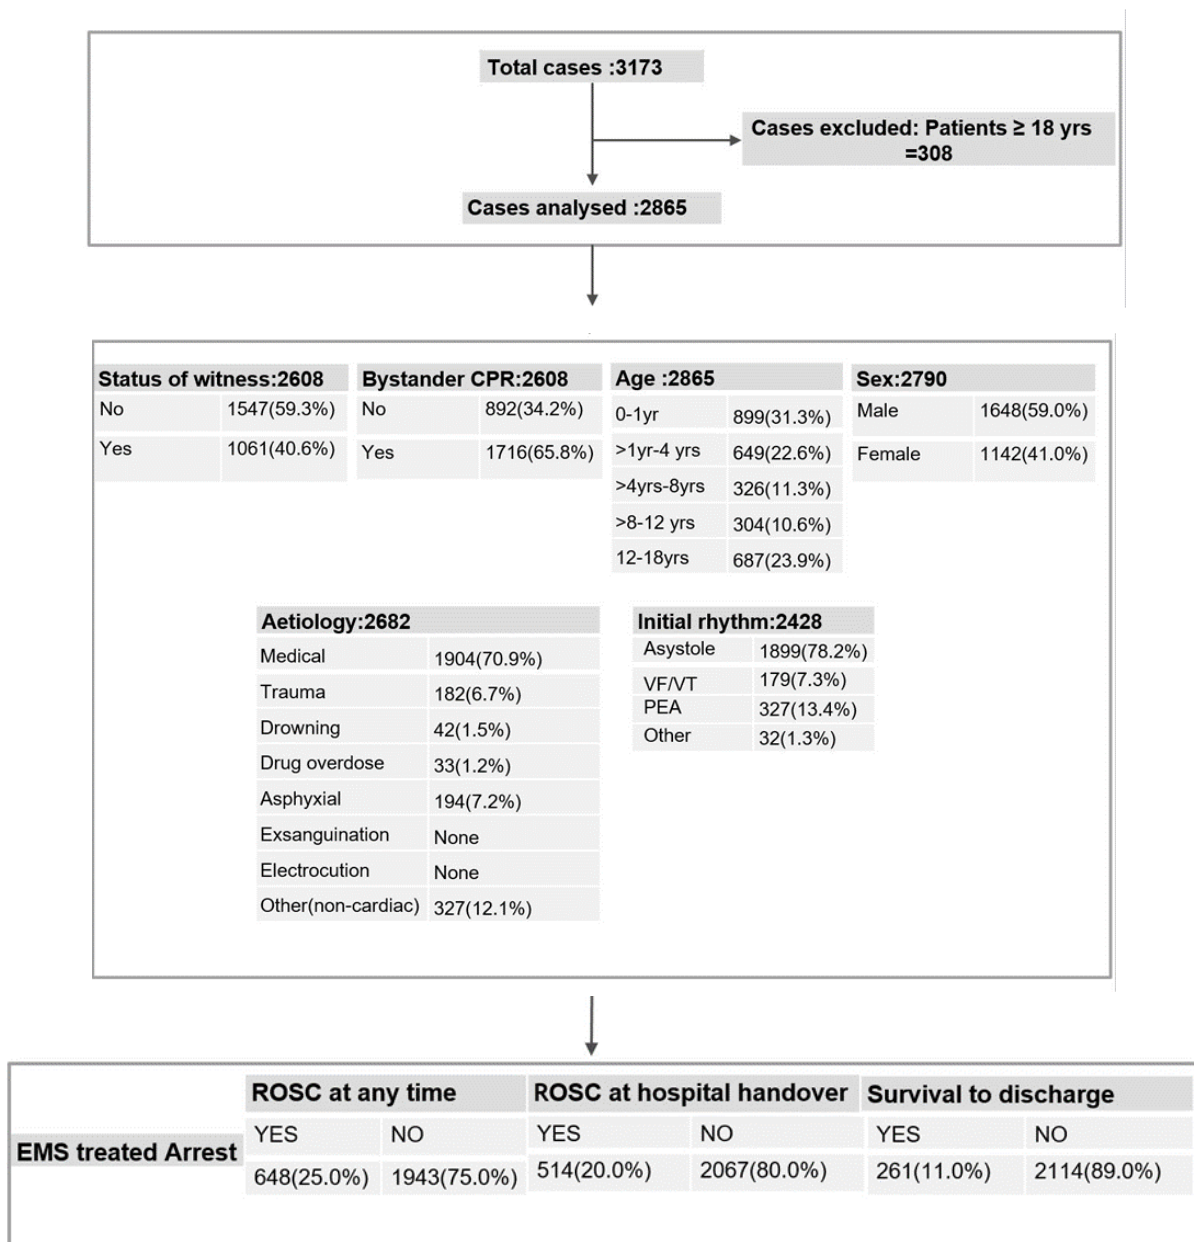 Total cases :3173
Cases excluded: Patients ≥ 18 yrs
=308
Cases analysed :2865
Status of witness:2608
No 1547(59.3%)
Yes 1061(40.6%)
Bystander CPR:2608
No 892(34.2%)
Yes 1716(65.8%)
Age :2865
0-1yr 899(31.3%)
>1yr-4 yrs 649(22.6%)
>4yrs-8yrs 326(11.3%)
>8-12 yrs 304(10.6%)
12-18yrs 687(23.9%)
Sex:2790
Male 1648(59.0%)
Female 1142(41.0%)
Aetiology:2682
Medical 1904(70.9%)
Trauma 182(6.7%)
Drowning 42(1.5%)
Drug overdose 33(1.2%)
Asphyxial 194(7.2%)
Exsanguination None
Electrocution None
Other(non-cardiac) 327(12.1%)
Initial rhythm:2428
Asystole 1899(78.2%)
VF/VT 179(7.3%)
PEA 327(13.4%)
Other 32(1.3%)
ROSC at any time ROSC at hospital handover Survival to discharge
YES NO YES NO YES NO
EMS treated Arrest
648(25.0%) 1943(75.0%) 514(20.0%) 2067(80.0%) 261(11.0%) 2114(89.0%)